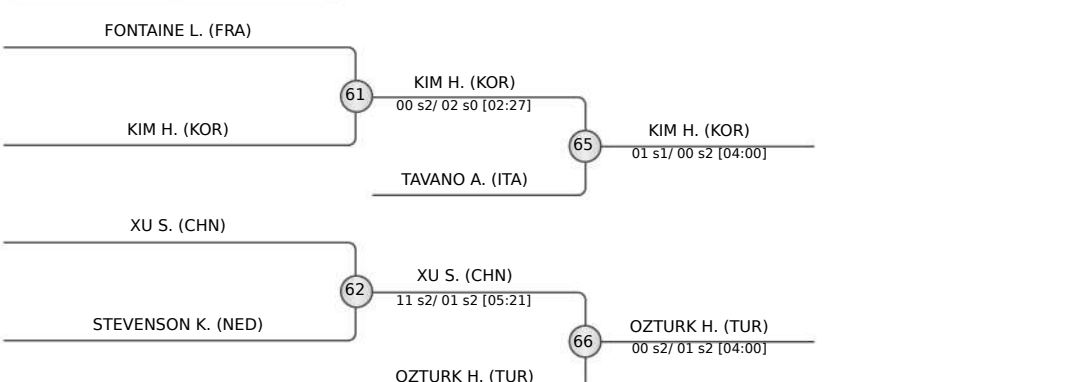 FONTAINE L. (FRA)
61
KIM H. (KOR)
00 s2/ 02 s0 [02:27]
KIM H. (KOR)
65
KIM H. (KOR)
01 s1/ 00 s2 [04:00]
TAVANO A. (ITA)
XU S. (CHN)
62
XU S. (CHN)
11 s2/ 01 s2 [05:21]
STEVENSON K. (NED)
66
OZTURK H. (TUR)
00 s2/ 01 s2 [04:00]
OZTURK H. (TUR)